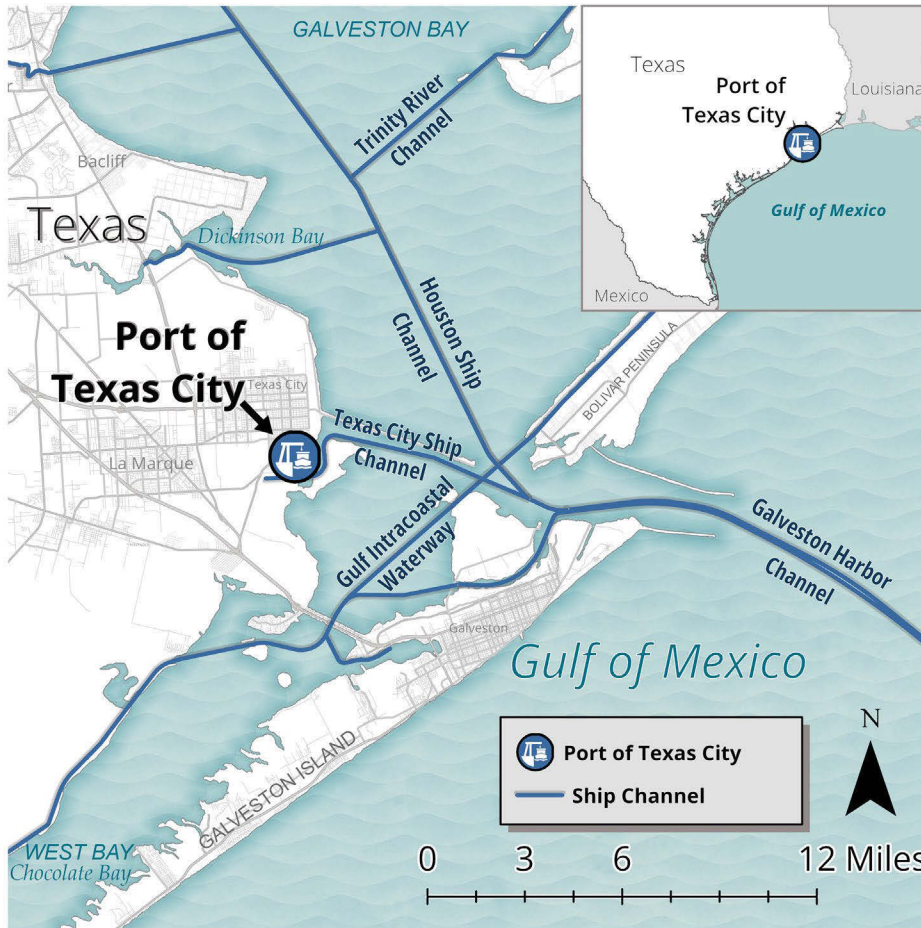 GALVESTON BAY
Trinity River
Channel
Bacliff
Texas
Dickinson Bay
Houston Ship
Channel
Port of
Texas City
Texas City
La Marque
Texas City Ship
Channel
BOLIVAR PENINSULA
Gulf Intracoastal
Waterway
Galveston Harbor
Channel
Galveston
Gulf of Mexico
GALVESTON ISLAND
WEST BAY
Chocolate Bay
Texas
Port of
Texas City
Louisiana
Gulf of Mexico
Mexico
Port of Texas City
Ship Channel
N
0 3 6 12 Miles